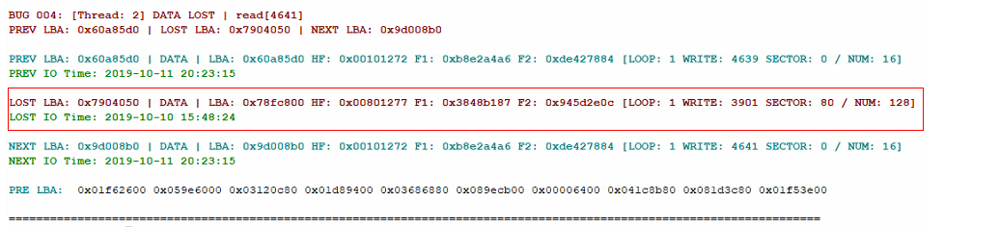 BUG 004: [Thread: 2] DATA LOST | read[4641]
PREV LBA: 0x60a85d0 | LOST LBA: 0x7904050 | NEXT LBA: 0x9d008b0
PREV LBA: 0x60a85d0 | DATA | LBA: 0x60a85d0 HF: 0x00101272 F1: 0xb8e2a4a6 F2: 0xde427884 [LOOP: 1 WRITE: 4639 SECTOR: 0 / NUM: 16]
PREV IO Time: 2019-10-11 20:23:15
LOST LBA: 0x7904050 | DATA | LBA: 0x78fc800 HF: 0x00801277 F1: 0x3848b187 F2: 0x945d2e0c [LOOP: 1 WRITE: 3901 SECTOR: 80 / NUM: 128]
LOST IO Time: 2019-10-10 15:48:24
NEXT LBA: 0x9d008b0 | DATA | LBA: 0x9d008b0 HF: 0x00101272 F1: 0xb8e2a4a6 F2: 0xde427884 [LOOP: 1 WRITE: 4641 SECTOR: 0 / NUM: 16]
NEXT IO Time: 2019-10-11 20:23:15
PRE LBA: 0x01f62600 0x059e6000 0x03120c80 0x01d89400 0x03686880 0x089ecb00 0x00006400 0x041c8b80 0x081d3c80 0x01f53e00